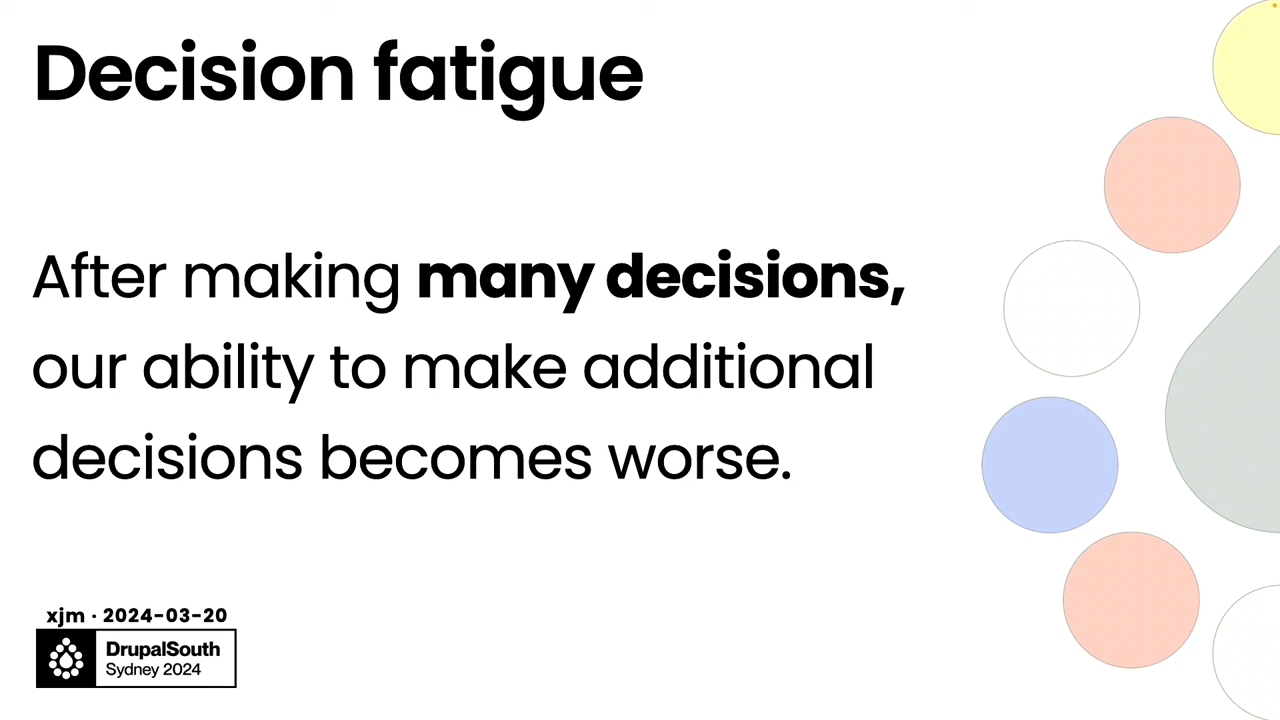 Decision fatigue
After making many decisions,
our ability to make additional
decisions becomes worse.
xjm · 2024-03-20
DrupalSouth
Sydney 2024